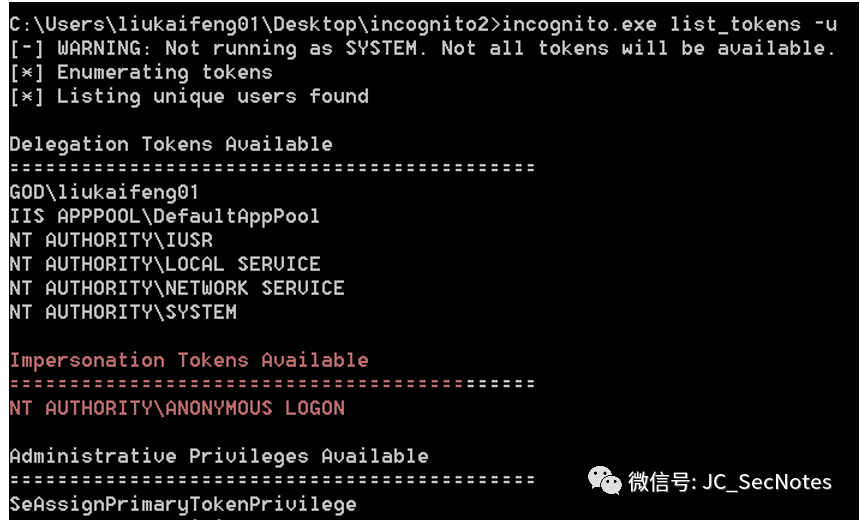 C:\Users\liukaifeng01\Desktop\incognito2>incognito.exe list_tokens -u
[-] WARNING: Not running as SYSTEM. Not all tokens will be available.
[*] Enumerating tokens
[*] Listing unique users found
Delegation Tokens Available
============================================
GOD\liukaifeng01
IIS APPPOOL\DefaultAppPool
NT AUTHORITY\IUSR
NT AUTHORITY\LOCAL SERVICE
NT AUTHORITY\NETWORK SERVICE
NT AUTHORITY\SYSTEM
Impersonation Tokens Available
============================================
NT AUTHORITY\ANONYMOUS LOGON
Administrative Privileges Available
============================================
SeAssignPrimaryTokenPrivilege
微信号: JC_SecNotes